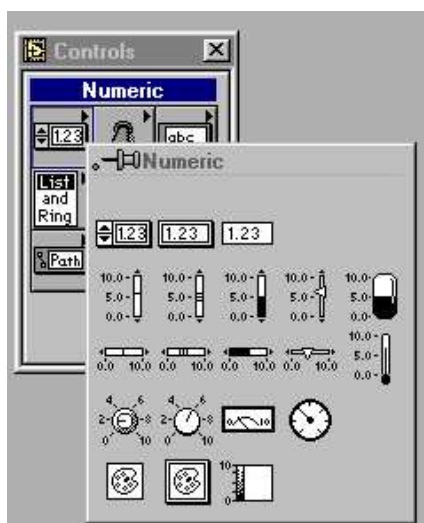 Controls
Numeric
1.23 abc
List
and
Ring
Path
Numeric
1.23 1.23 1.23
10.0 10.0 10.0 10.0 10.0
5.0 5.0 5.0 5.0 5.0
0.0 0.0 0.0 0.0 0.0
10.0
5.0
0.0
0.0 10.0 0.0 10.0 0.0 10.0 0.0 10.0
4 6 4 6
2 8 2 8
0 10 0 10
0 10
10
0